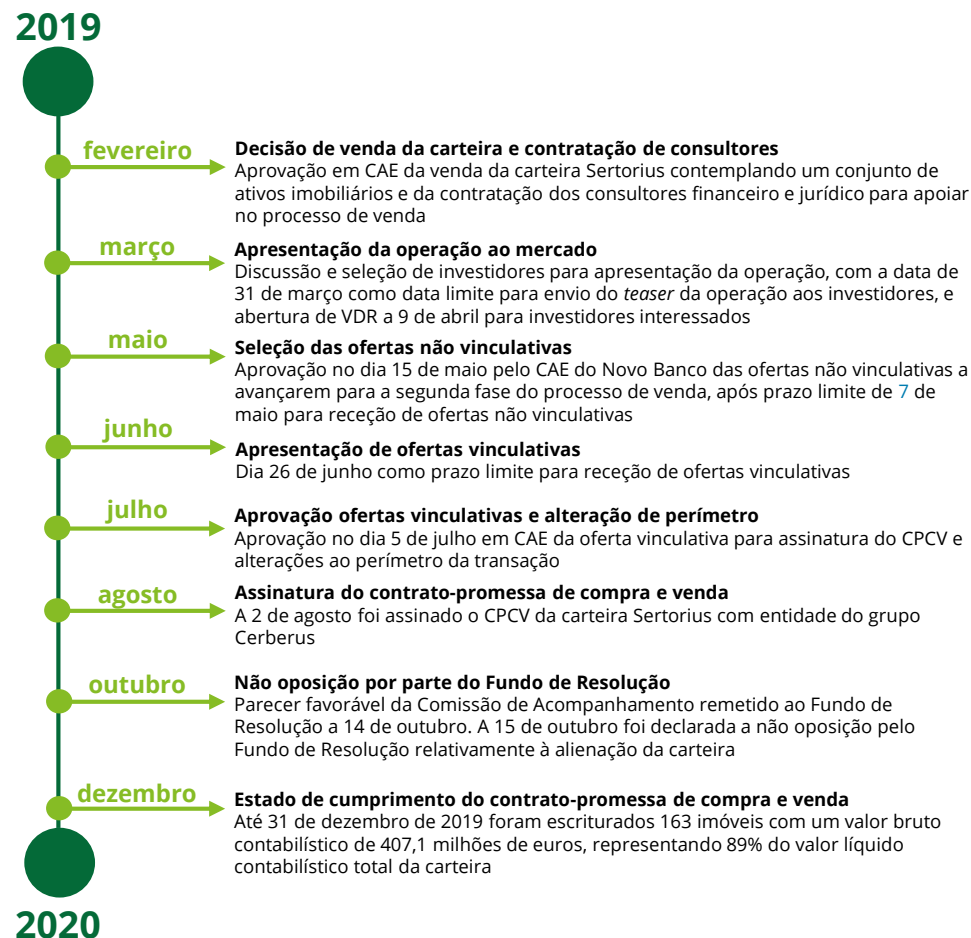 2019
fevereiro
Decisão de venda da carteira e contratação de consultores
Aprovação em CAE da venda da carteira Sertorius contemplando um conjunto de
ativos imobiliários e da contratação dos consultores financeiro e jurídico para apoiar
no processo de venda
março
Apresentação da operação ao mercado
Discussão e seleção de investidores para apresentação da operação, com a data de
31 de março como data limite para envio do teaser da operação aos investidores, e
abertura de VDR a 9 de abril para investidores interessados
maio
Seleção das ofertas não vinculativas
Aprovação no dia 15 de maio pelo CAE do Novo Banco das ofertas não vinculativas a
avançarem para a segunda fase do processo de venda, após prazo limite de 7 de
maio para receção de ofertas não vinculativas
junho
Apresentação de ofertas vinculativas
Dia 26 de junho como prazo limite para receção de ofertas vinculativas
julho
Aprovação ofertas vinculativas e alteração de perímetro
Aprovação no dia 5 de julho em CAE da oferta vinculativa para assinatura do CPCV e
alterações ao perímetro da transação
agosto
Assinatura do contrato-promessa de compra e venda
A 2 de agosto foi assinado o CPCV da carteira Sertorius com entidade do grupo
Cerberus
outubro
Não oposição por parte do Fundo de Resolução
Parecer favorável da Comissão de Acompanhamento remetido ao Fundo de
Resolução a 14 de outubro. A 15 de outubro foi declarada a não oposição pelo
Fundo de Resolução relativamente à alienação da carteira
dezembro
Estado de cumprimento do contrato-promessa de compra e venda
Até 31 de dezembro de 2019 foram escriturados 163 imóveis com um valor bruto
contabilístico de 407,1 milhões de euros, representando 89% do valor líquido
contabilístico total da carteira
2020